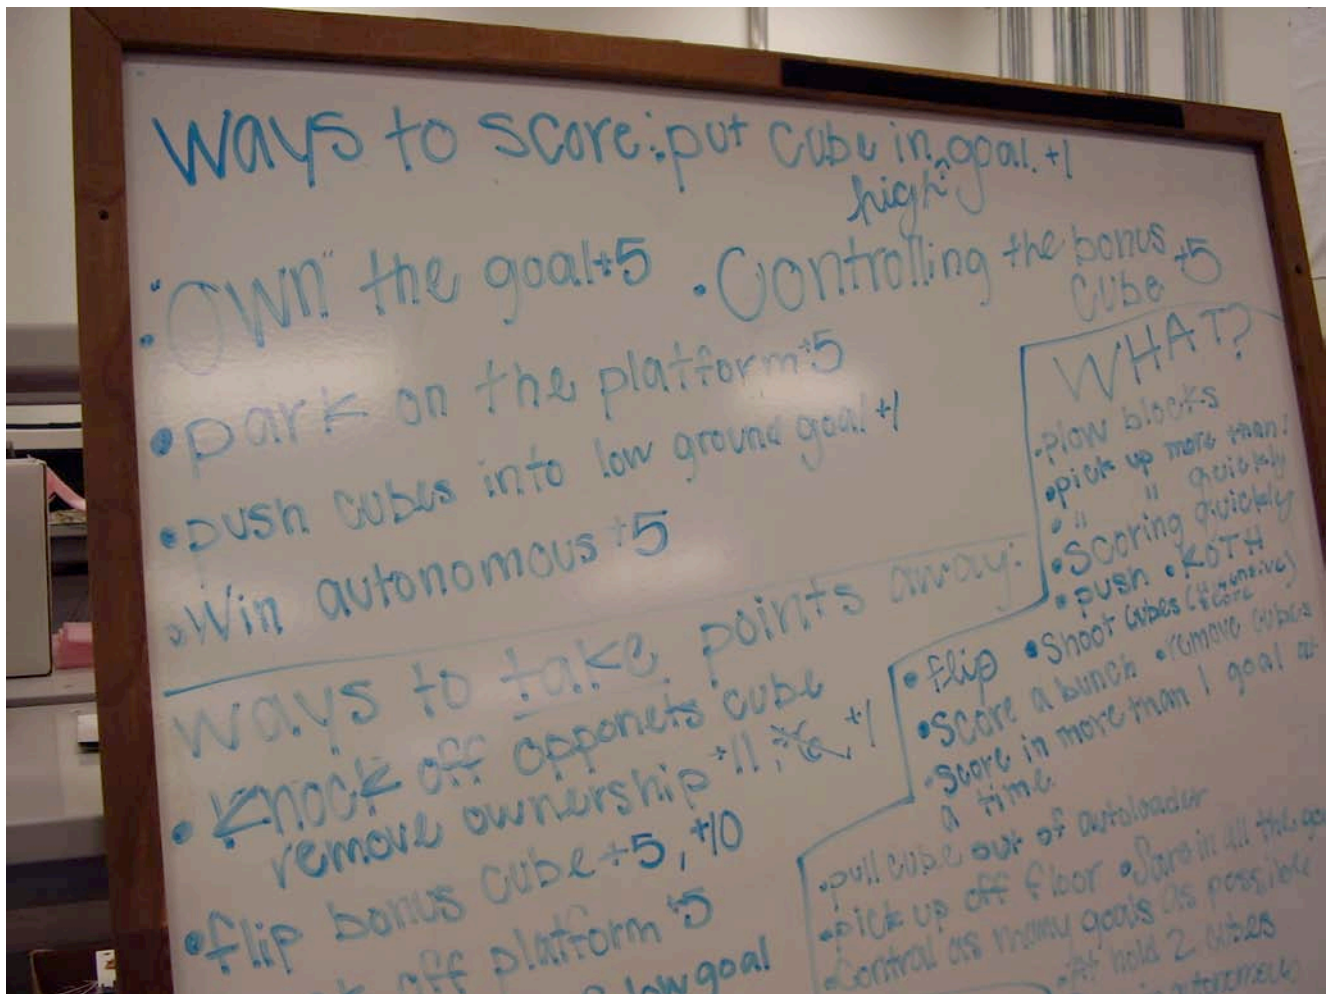 Ways to score: put cube in high goal. +1
• "Own" the goal +5 • Controlling the bonus cube +5
• park on the platform +5
• push cubes into low ground goal +1
• Win autonomous +5
Ways to take points away:
• Knock off opponets cube
remove ownership +11, +1
• flip bonus cube +5, +10
off platform +5
low goal
WHAT?
• plow blocks
• pick up more than 1
• " " quickly
• Scoring quickly
• push • KOTH
• flip • Shoot cubes (
• score a bunch • remove cubes
• score in more than 1 goal at
a time
• pull cube out of autoloader
• pick up off floor • in all the
• Control as many goals as possible
• hold 2 cubes
autonomous